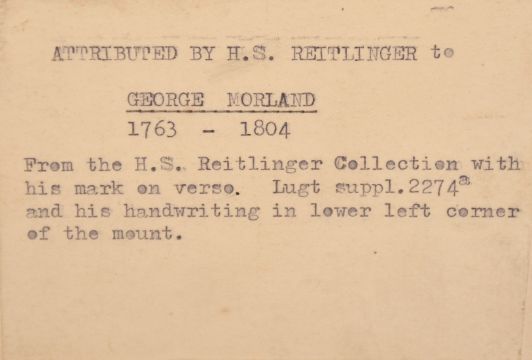 ATTRIBUTED BY H.S. REITLINGER to
GEORGE MORLAND
1763 - 1804
From the H.S. Reitlinger Collection with
his mark on verso. Lugt suppl.2274ª
and his handwriting in lower left corner
of the mount.